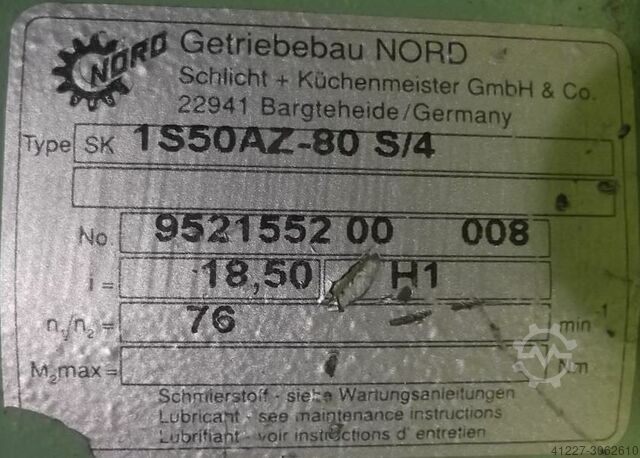 NORD
Getriebebau NORD
Schlicht + Küchenmeister GmbH & Co.
22941 Bargteheide/Germany
Type SK 1S50AZ-80 S/4
No. 9521552 00 008
i = 18,50 H1
n₁/n₂ = 76 min⁻¹
M₂max = Nm
Schmierstoff - siehe Wartungsanleitungen
Lubricant - see maintenance instructions
Lubrifiant - voir instructions d' entretien
41227-3962610